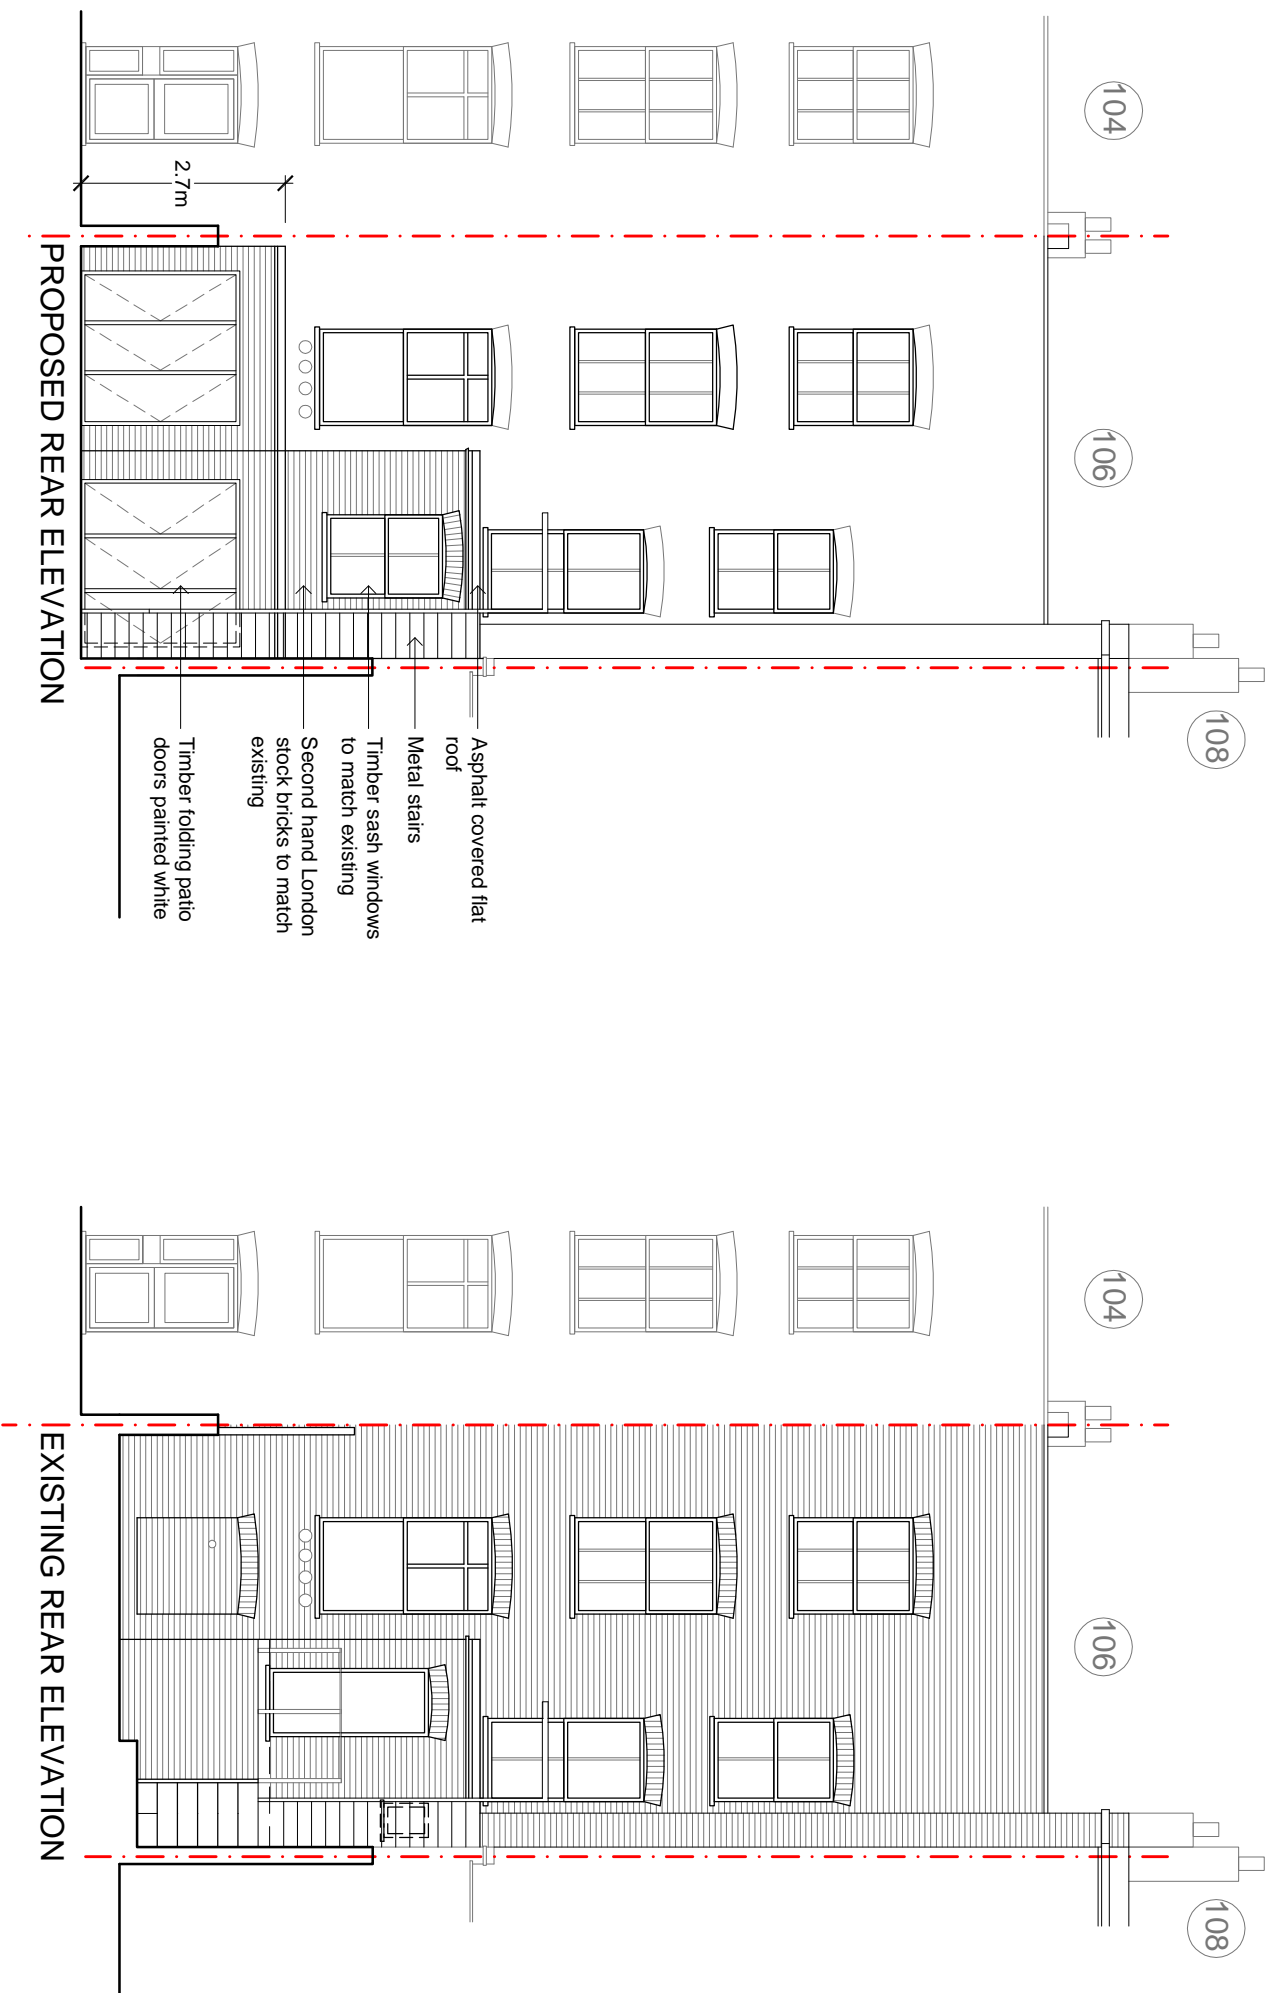 104
106
108
2.7m
Asphalt covered flat
roof
Metal stairs
Timber sash windows
to match existing
Second hand London
stock bricks to match
existing
Timber folding patio
doors painted white
PROPOSED REAR ELEVATION
104
106
108
EXISTING REAR ELEVATION